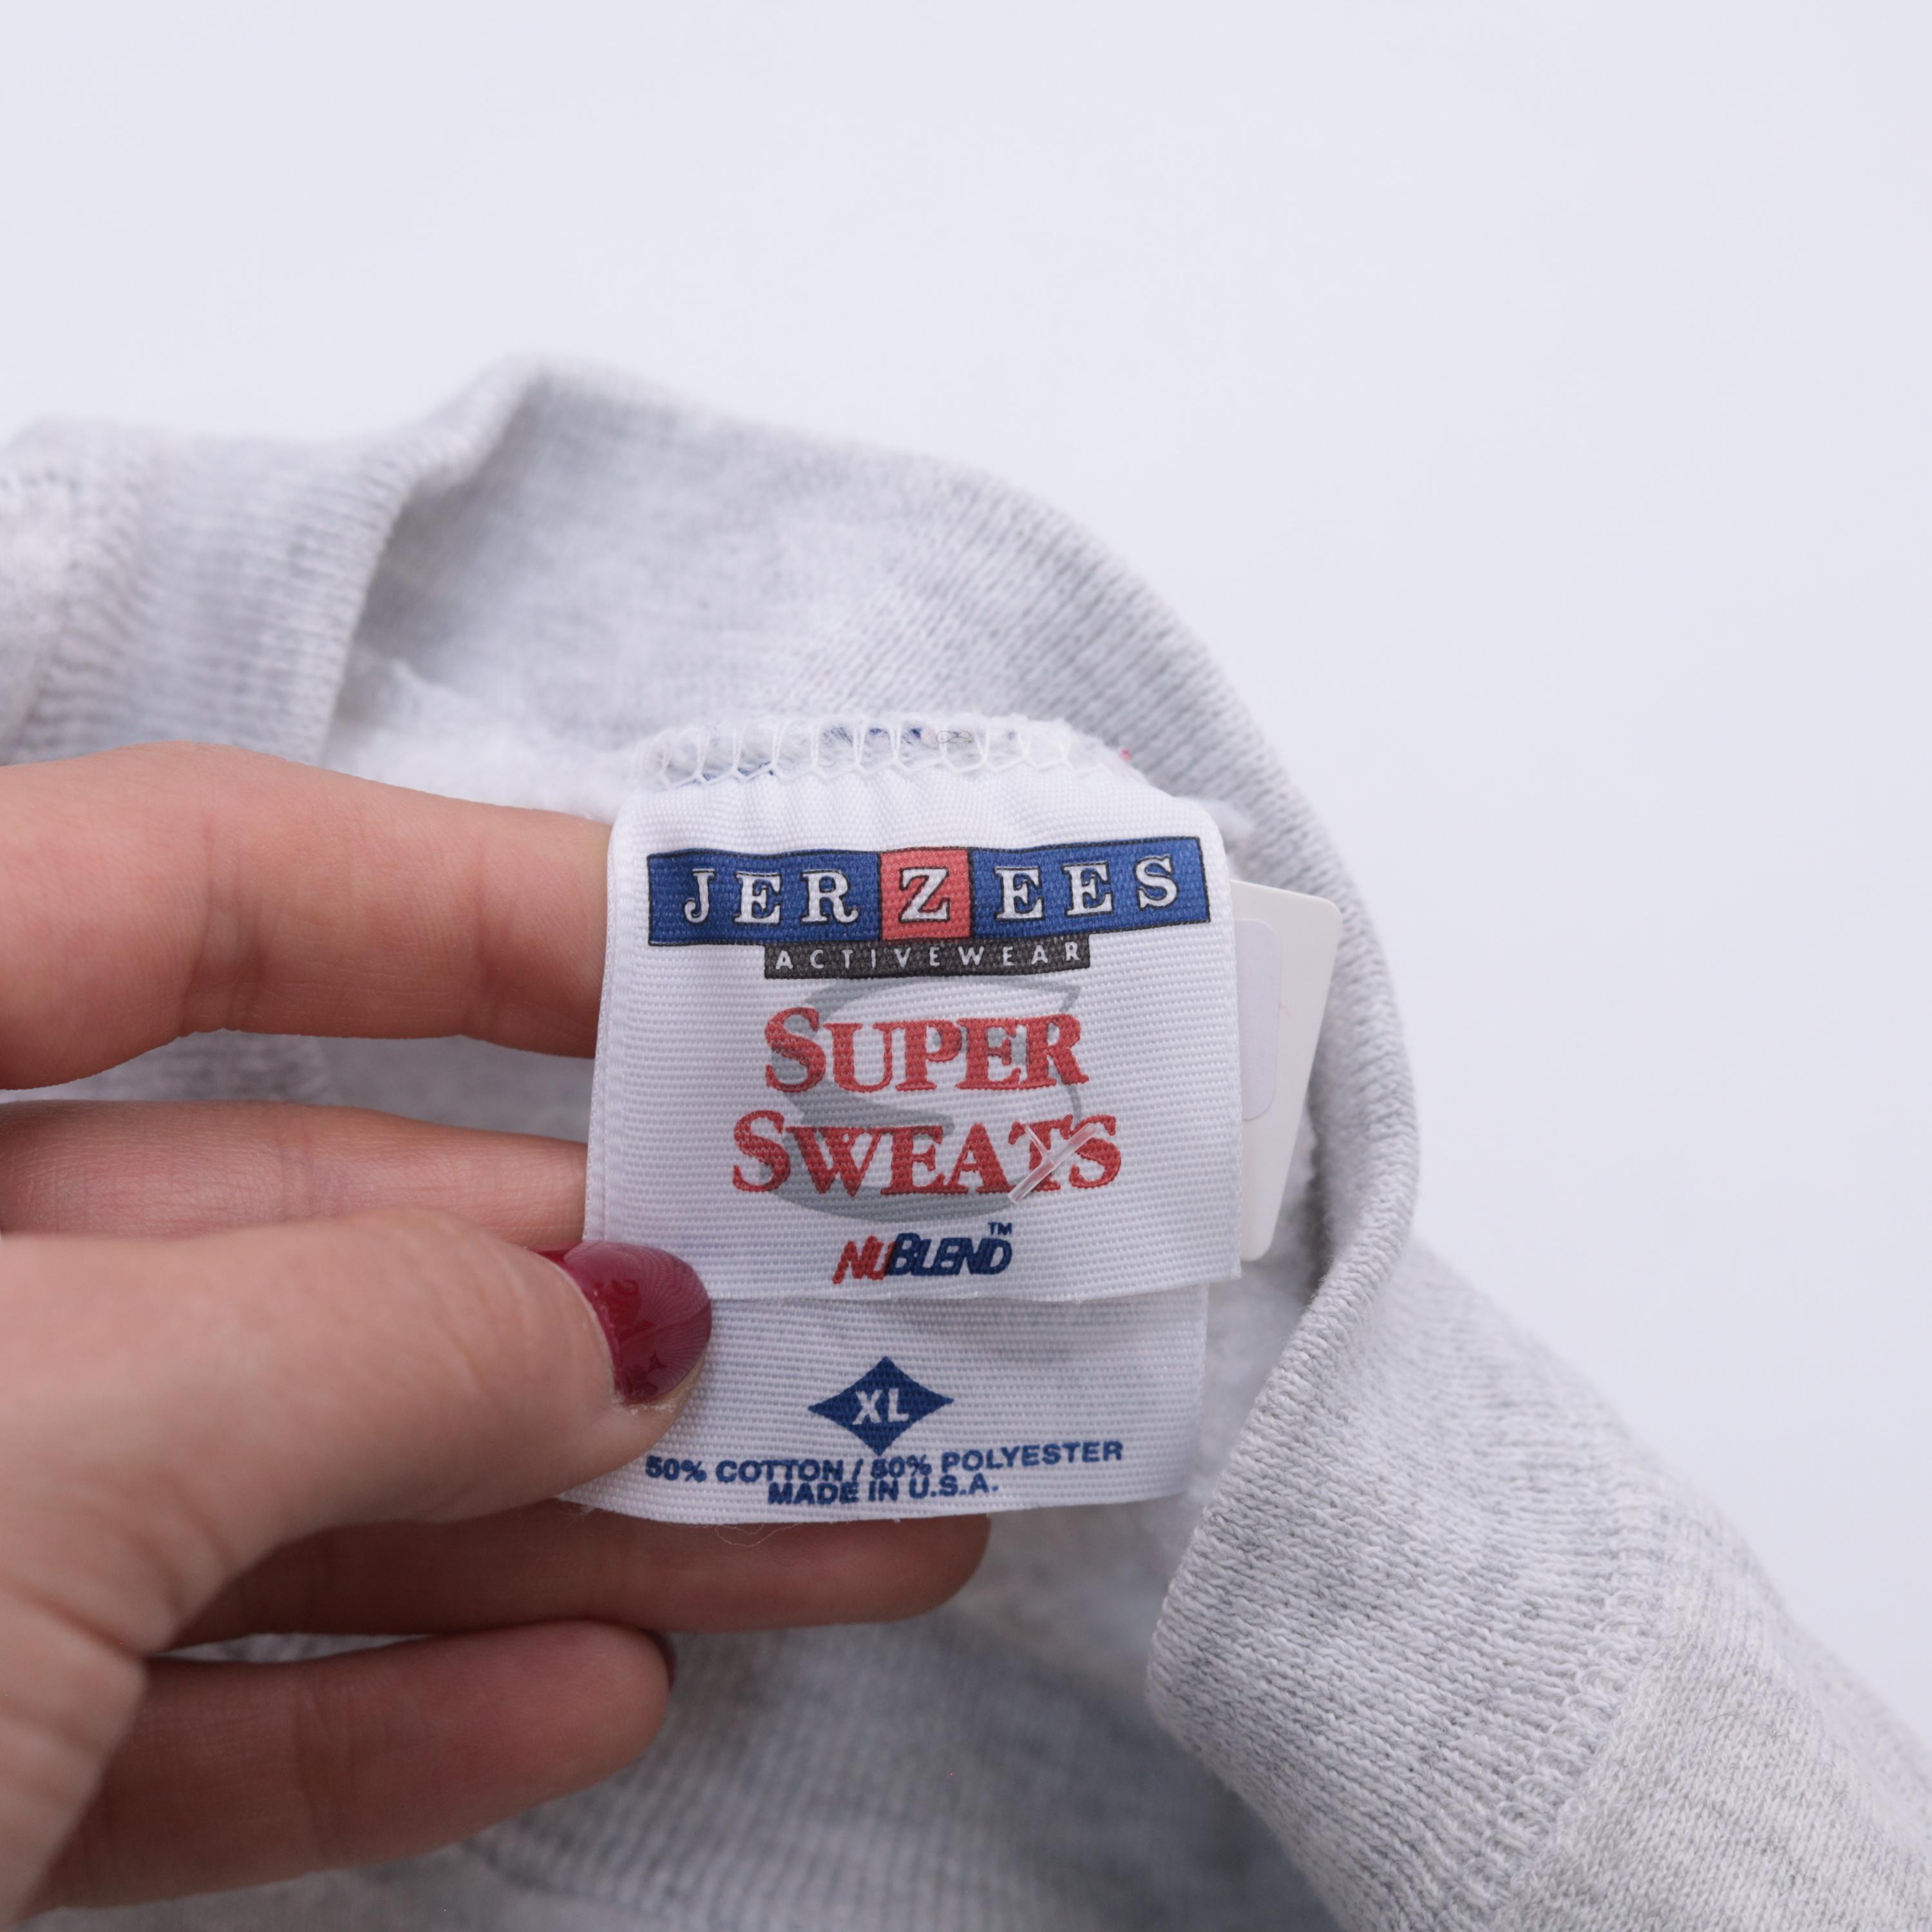 JERZEES
ACTIVEWEAR
SUPER
SWEATS
NUBLEND™
XL
50% COTTON / 50% POLYESTER
MADE IN U.S.A.